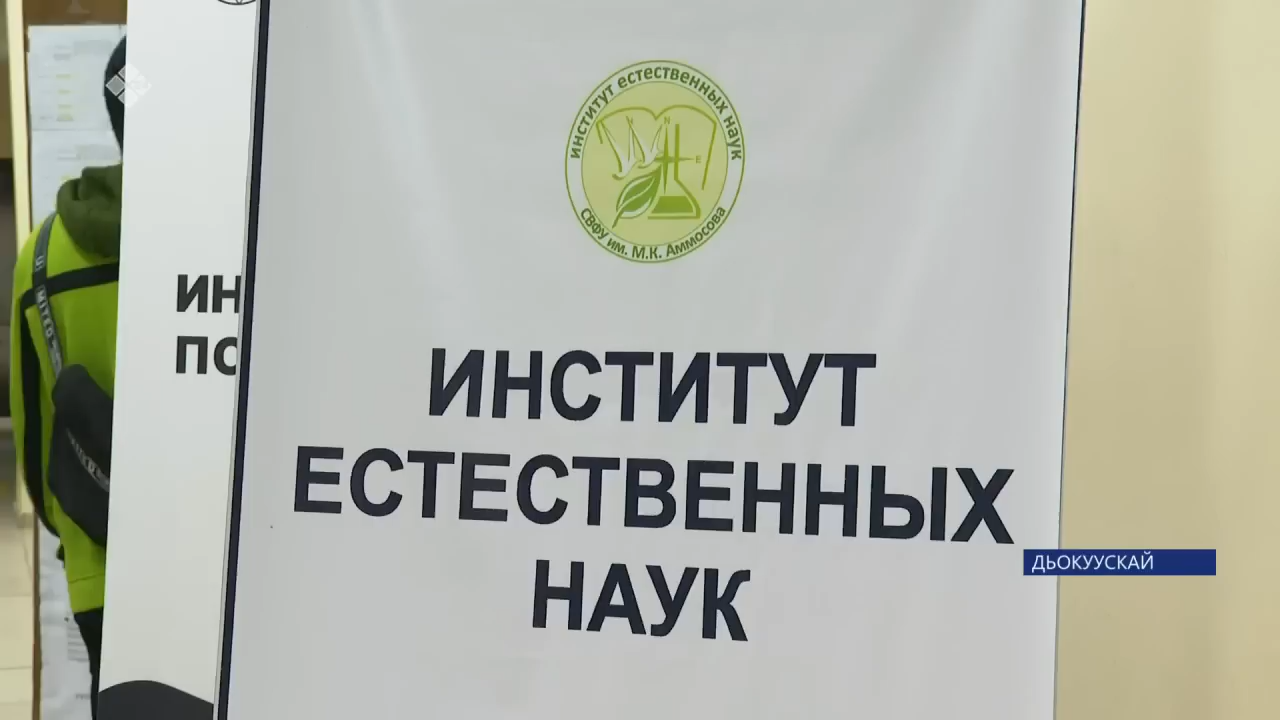 институт естественных наук
N N
E
СВФУ им. М.К. Аммосова
ИН
ПО
ИНСТИТУТ
ЕСТЕСТВЕННЫХ
НАУК
ДЬОКУУСКАЙ